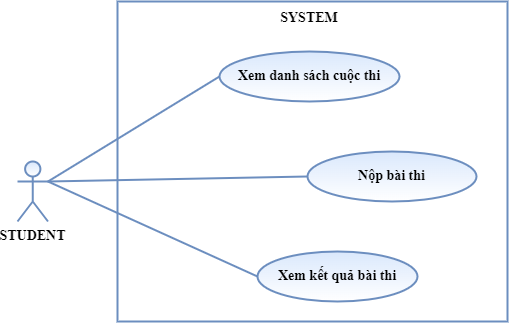 SYSTEM
Xem danh sách cuộc thi
Nộp bài thi
STUDENT
Xem kết quả bài thi